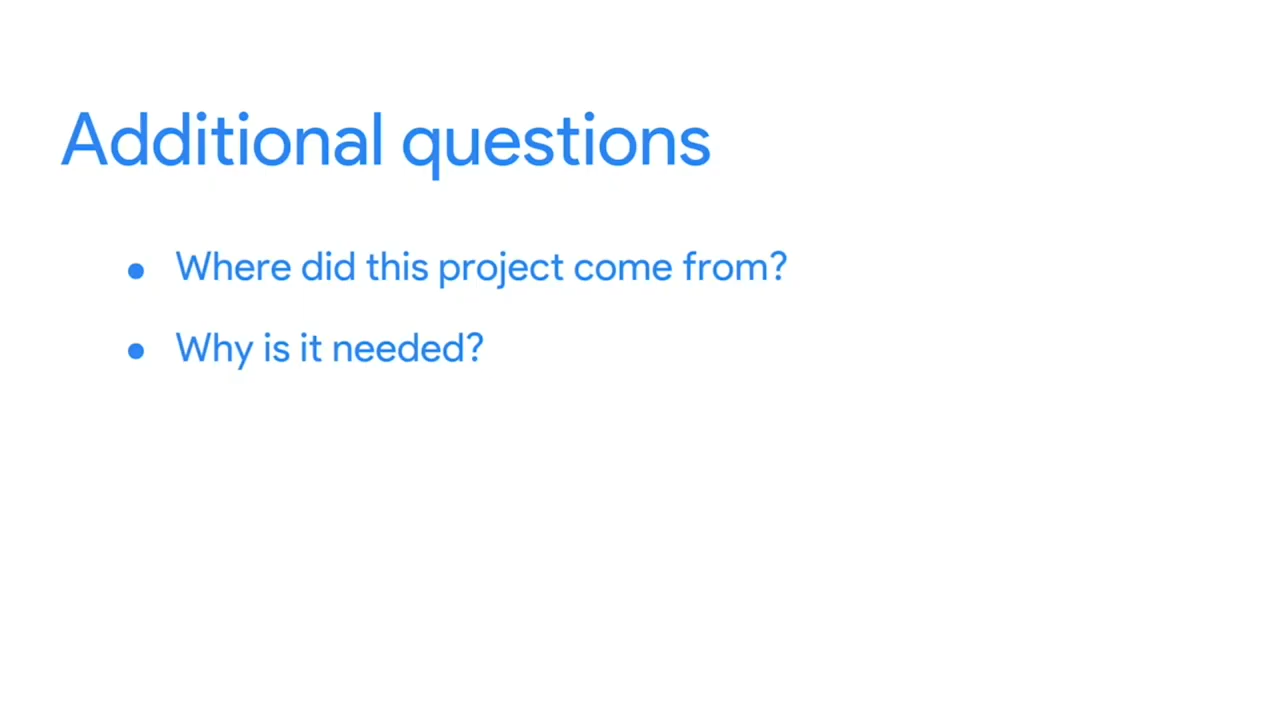 Additional questions
• Where did this project come from?
• Why is it needed?